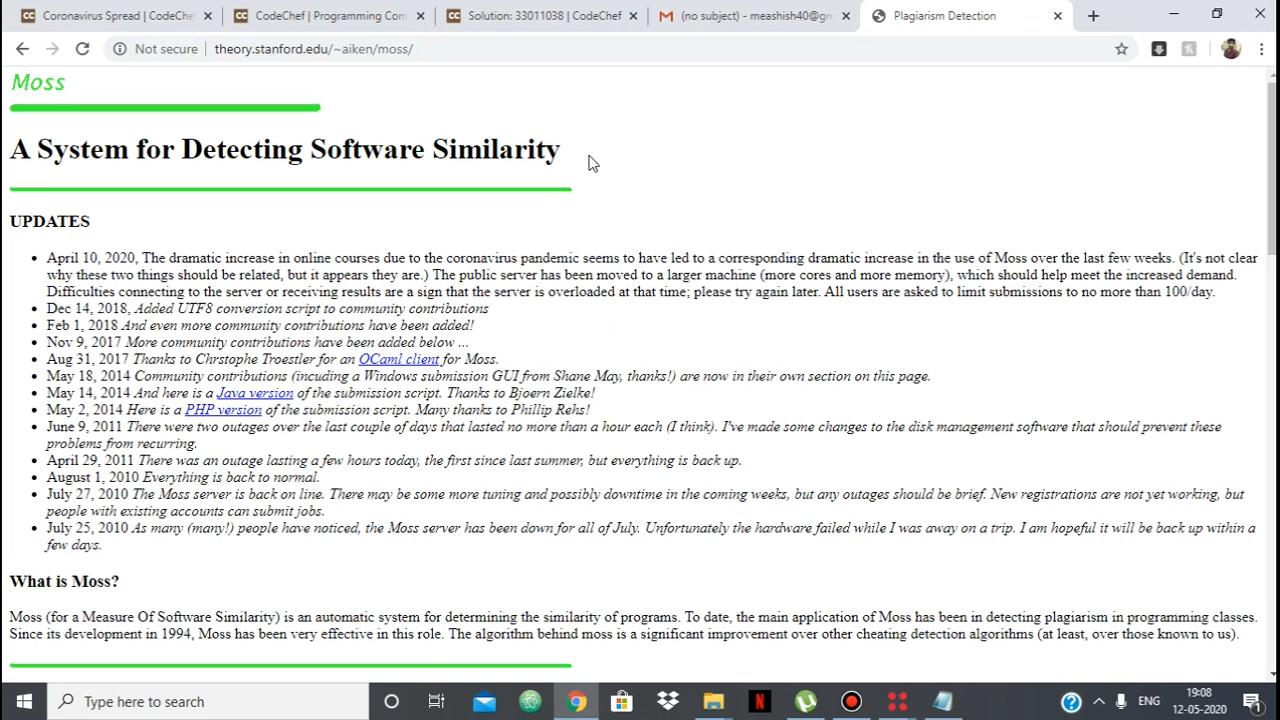 Coronavirus Spread | CodeChe
CodeChef | Programming Com
Solution: 33011038 | CodeChef
(no subject) - meashish40@gm
Plagiarism Detection
Not secure
theory.stanford.edu/~aiken/moss/
Moss
A System for Detecting Software Similarity
UPDATES
April 10, 2020, The dramatic increase in online courses due to the coronavirus pandemic seems to have led to a corresponding dramatic increase in the use of Moss over the last few weeks. (It's not clear
why these two things should be related, but it appears they are.) The public server has been moved to a larger machine (more cores and more memory), which should help meet the increased demand.
Difficulties connecting to the server or receiving results are a sign that the server is overloaded at that time; please try again later. All users are asked to limit submissions to no more than 100/day.
Dec 14, 2018, Added UTF8 conversion script to community contributions
Feb 1, 2018 And even more community contributions have been added!
Nov 9, 2017 More community contributions have been added below ...
Aug 31, 2017 Thanks to Chrstophe Troestler for an OCaml client for Moss.
May 18, 2014 Community contributions (incuding a Windows submission GUI from Shane May, thanks!) are now in their own section on this page.
May 14, 2014 And here is a Java version of the submission script. Thanks to Bjoern Zielke!
May 2, 2014 Here is a PHP version of the submission script. Many thanks to Phillip Rehs!
June 9, 2011 There were two outages over the last couple of days that lasted no more than a hour each (I think). I've made some changes to the disk management software that should prevent these
problems from recurring.
April 29, 2011 There was an outage lasting a few hours today, the first since last summer, but everything is back up.
August 1, 2010 Everything is back to normal.
July 27, 2010 The Moss server is back on line. There may be some more tuning and possibly downtime in the coming weeks, but any outages should be brief. New registrations are not yet working, but
people with existing accounts can submit jobs.
July 25, 2010 As many (many!) people have noticed, the Moss server has been down for all of July. Unfortunately the hardware failed while I was away on a trip. I am hopeful it will be back up within a
few days.
What is Moss?
Moss (for a Measure Of Software Similarity) is an automatic system for determining the similarity of programs. To date, the main application of Moss has been in detecting plagiarism in programming classes.
Since its development in 1994, Moss has been very effective in this role. The algorithm behind moss is a significant improvement over other cheating detection algorithms (at least, over those known to us).
Type here to search
ENG
19:08
12-05-2020
1